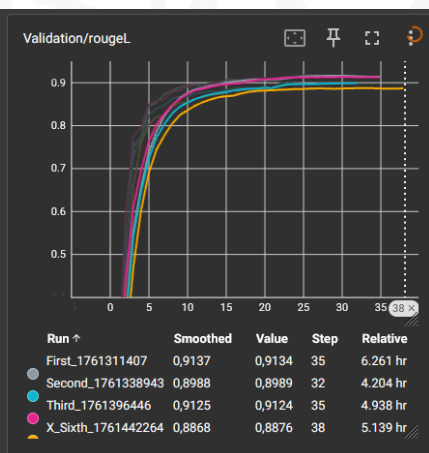 Validation/rougeL
0.9
0.8
0.7
0.6
0.5
0 5 10 15 20 25 30 35 38 ×
Run ↑ Smoothed Value Step Relative
First_1761311407 0,9137 0,9134 35 6.261 hr
Second_1761338943 0,8988 0,8989 32 4.204 hr
Third_1761396446 0,9125 0,9124 35 4.938 hr
X_Sixth_1761442264 0,8868 0,8876 38 5.139 hr